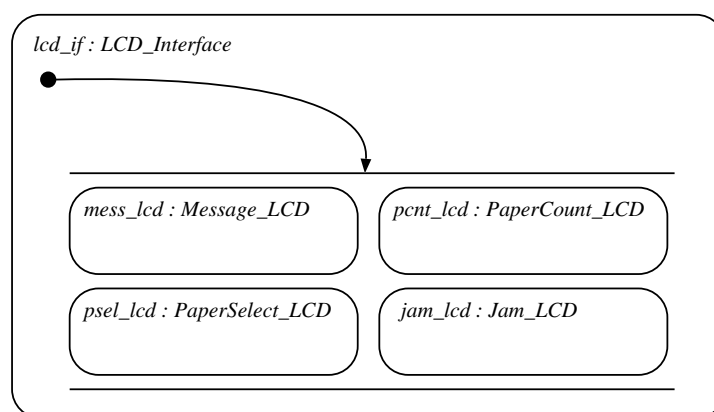 lcd_if : LCD_Interface
mess_lcd : Message_LCD
pcnt_lcd : PaperCount_LCD
psel_lcd : PaperSelect_LCD
jam_lcd : Jam_LCD